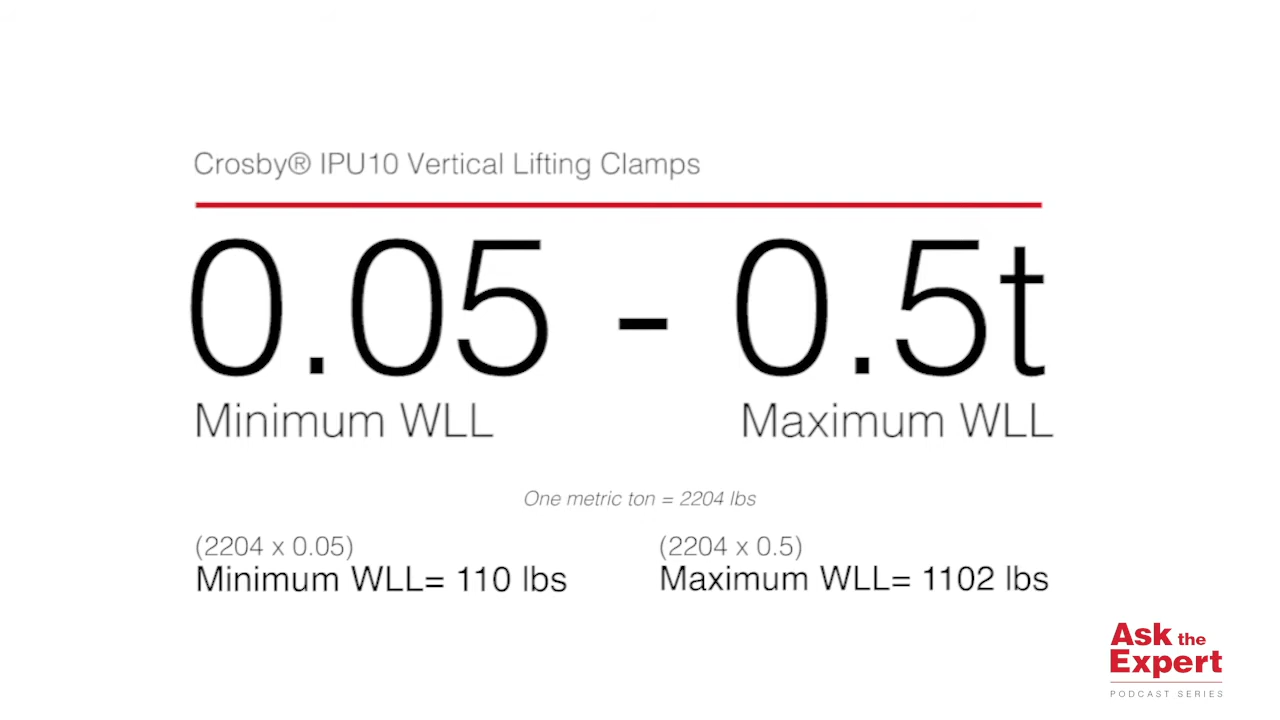 Crosby® IPU10 Vertical Lifting Clamps
0.05 - 0.5t
Minimum WLL Maximum WLL
One metric ton = 2204 lbs
(2204 x 0.05) (2204 x 0.5)
Minimum WLL= 110 lbs Maximum WLL= 1102 lbs
Ask the
Expert
PODCAST SERIES